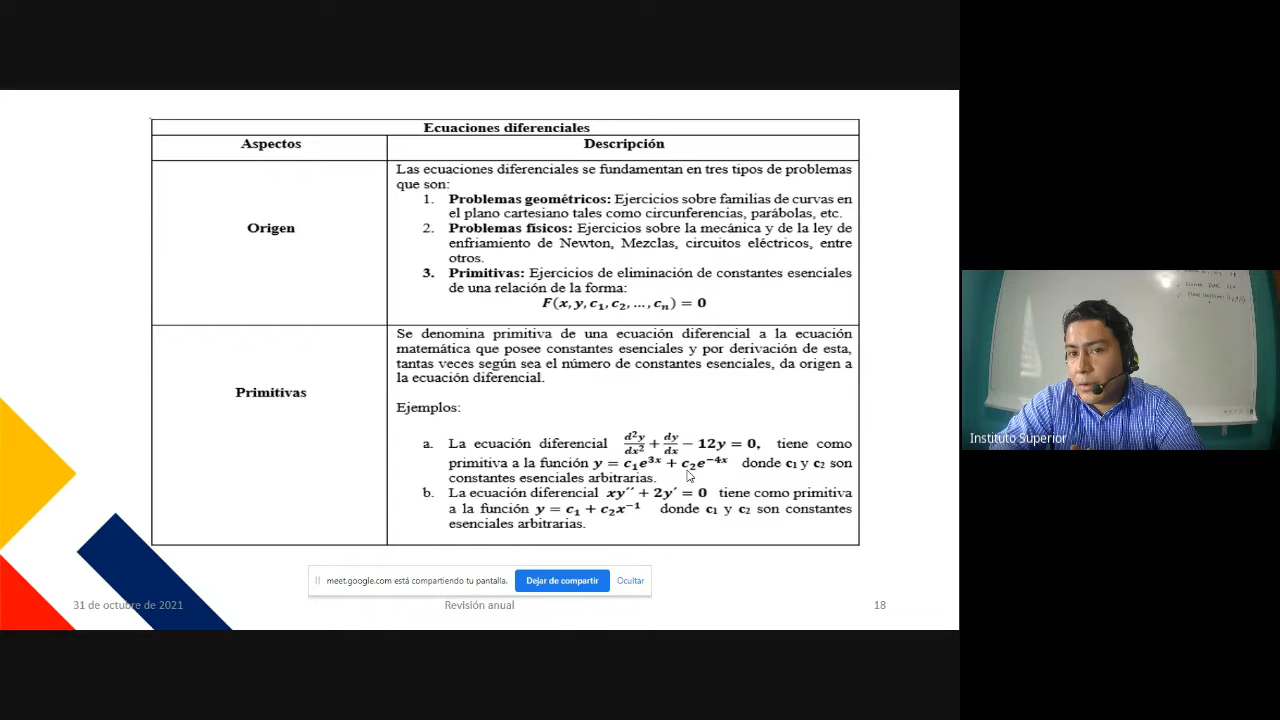 Ecuaciones diferenciales
Aspectos
Descripción
Origen
Las ecuaciones diferenciales se fundamentan en tres tipos de problemas
que son:
1. Problemas geométricos: Ejercicios sobre familias de curvas en
el plano cartesiano tales como circunferencias, parábolas, etc.
2. Problemas físicos: Ejercicios sobre la mecánica y de la ley de
enfriamiento de Newton, Mezclas, circuitos eléctricos, entre
otros.
3. Primitivas: Ejercicios de eliminación de constantes esenciales
de una relación de la forma:
F(x, y, c₁, c₂, … , cₙ) = 0
Primitivas
Se denomina primitiva de una ecuación diferencial a la ecuación
matemática que posee constantes esenciales y por derivación de esta,
tantas veces según sea el número de constantes esenciales, da origen a
la ecuación diferencial.
Ejemplos:
a. La ecuación diferencial d²y/dx² + dy/dx − 12y = 0, tiene como
primitiva a la función y = c₁e³ˣ + c₂e⁻⁴ˣ donde c₁ y c₂ son
constantes esenciales arbitrarias.
b. La ecuación diferencial xy´´ + 2y´ = 0 tiene como primitiva
a la función y = c₁ + c₂x⁻¹ donde c₁ y c₂ son constantes
esenciales arbitrarias.
meet.google.com está compartiendo tu pantalla.
Dejar de compartir
Ocultar
31 de octubre de 2021
Revisión anual
18
Instituto Superior